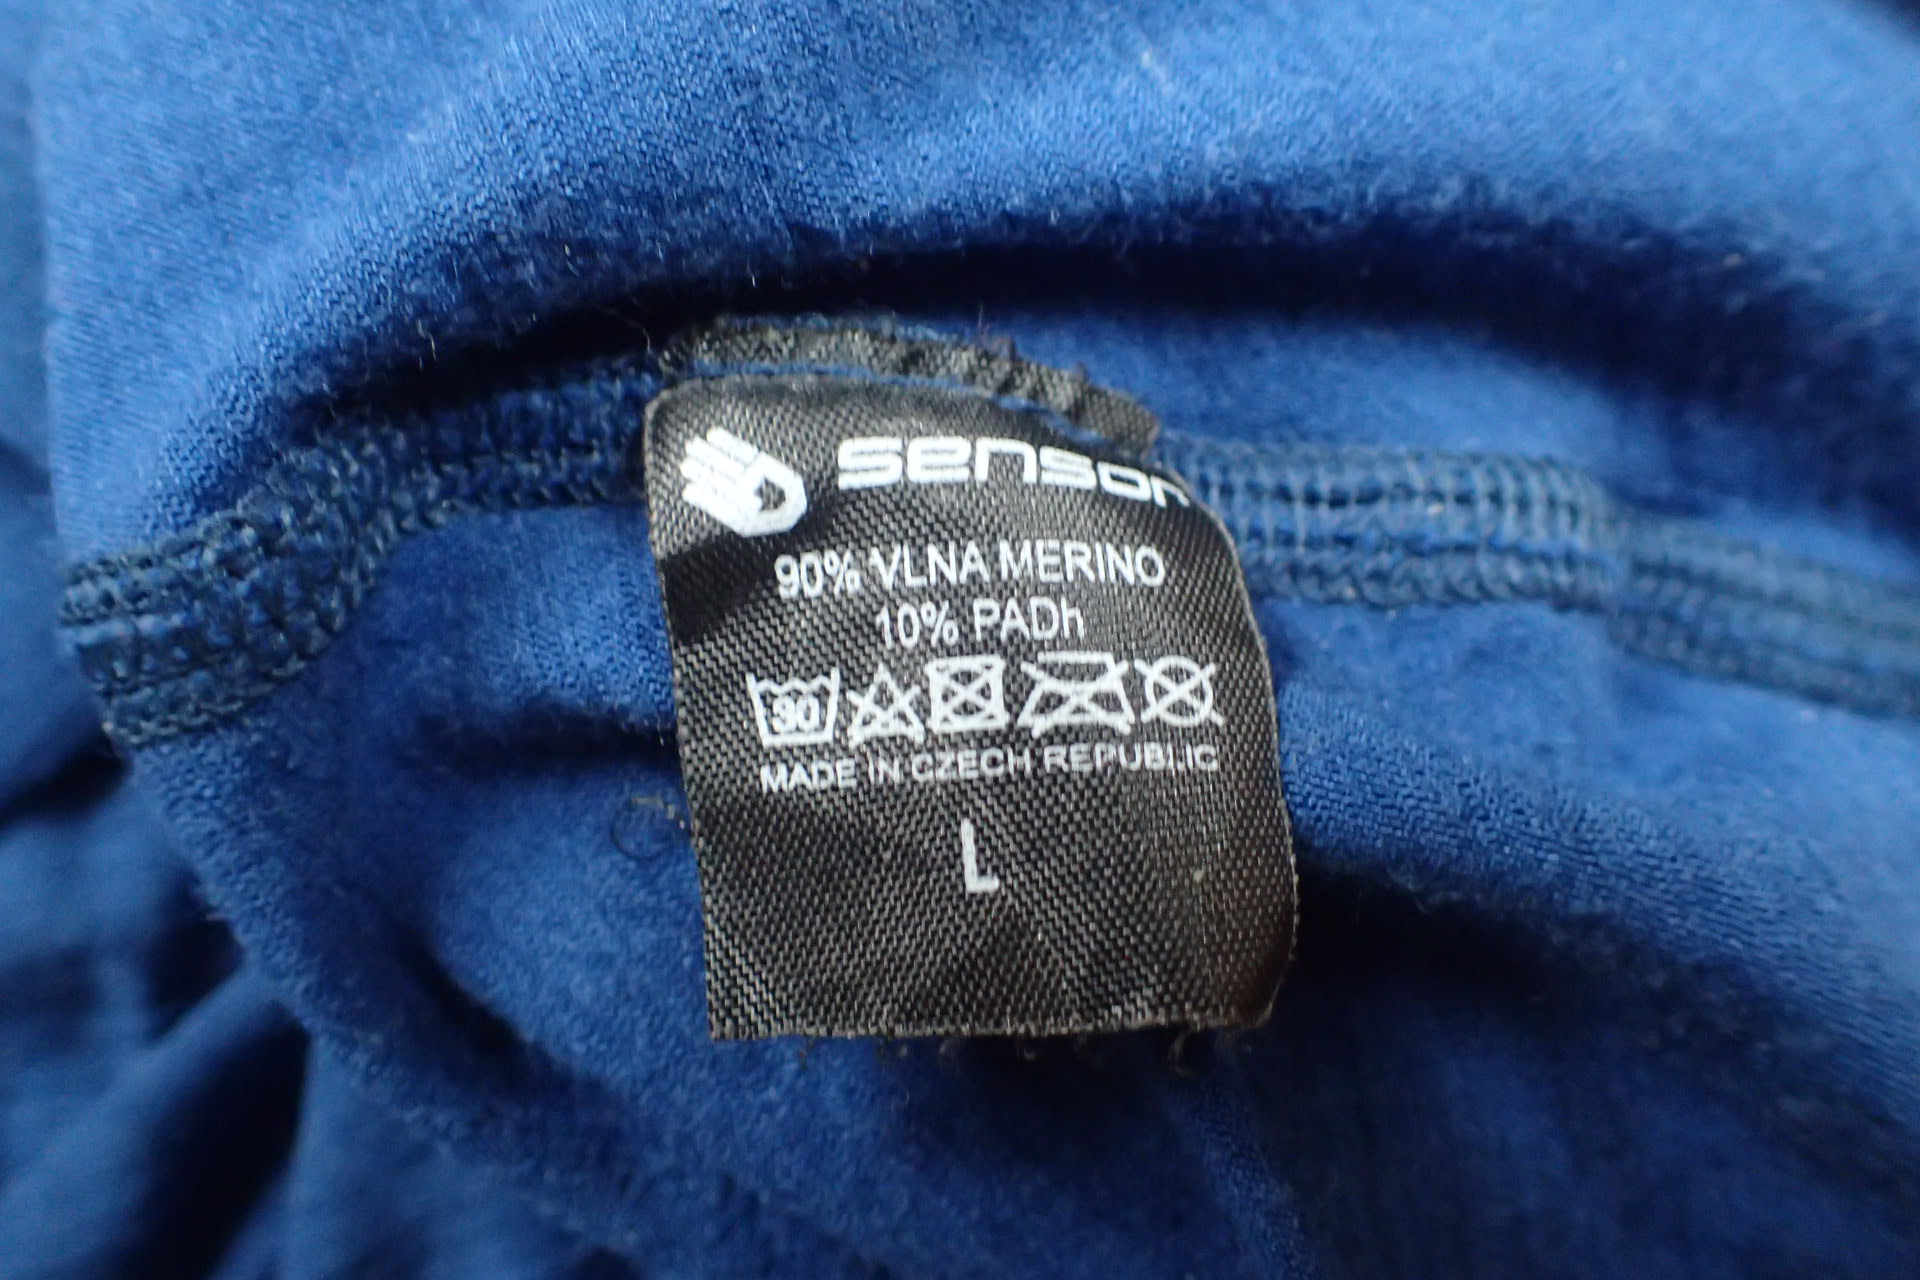 sensor
90% VLNA MERINO
10% PADh
30
MADE IN CZECH REPUBLIC
L